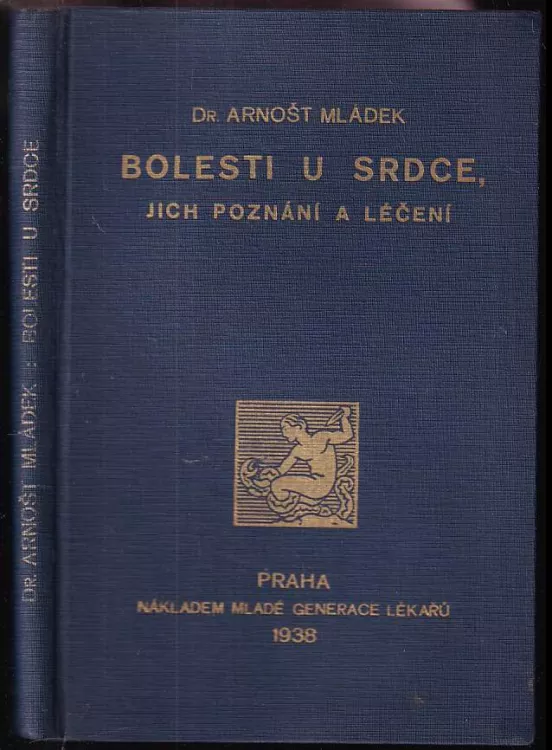 DR. ARNOŠT MLÁDEK : BOLESTI U SRDCE
DR. ARNOŠT MLÁDEK
BOLESTI U SRDCE,
JICH POZNÁNÍ A LÉČENÍ
PRAHA
NÁKLADEM MLADÉ GENERACE LÉKAŘŮ
1938